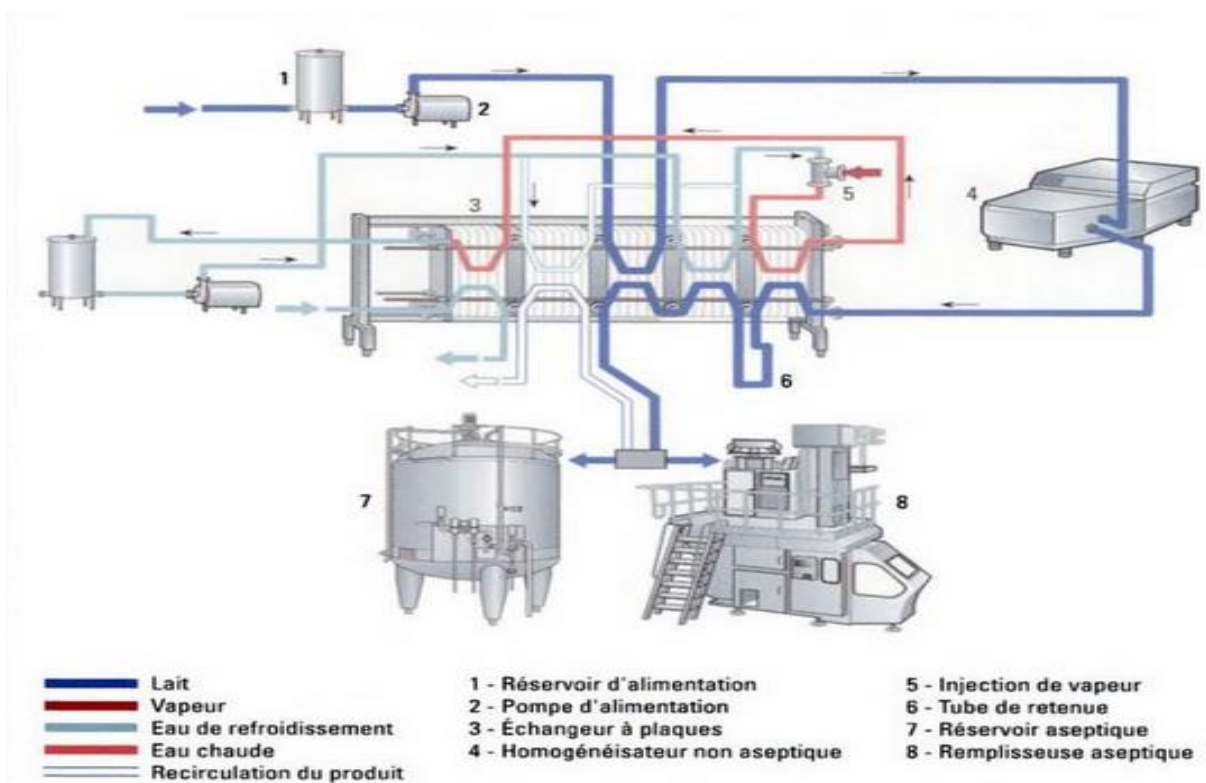 1
2
3
4
5
6
7
8
Lait
Vapeur
Eau de refroidissement
Eau chaude
Recirculation du produit
1 - Réservoir d'alimentation
2 - Pompe d'alimentation
3 - Échangeur à plaques
4 - Homogénéisateur non aseptique
5 - Injection de vapeur
6 - Tube de retenue
7 - Réservoir aseptique
8 - Remplisseuse aseptique